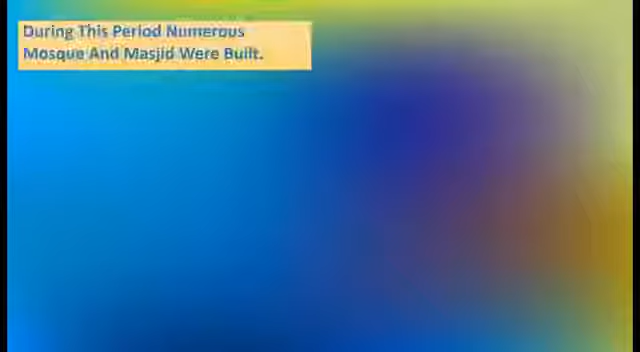 During This Period Numerous
Mosque And Masjid Were Built.